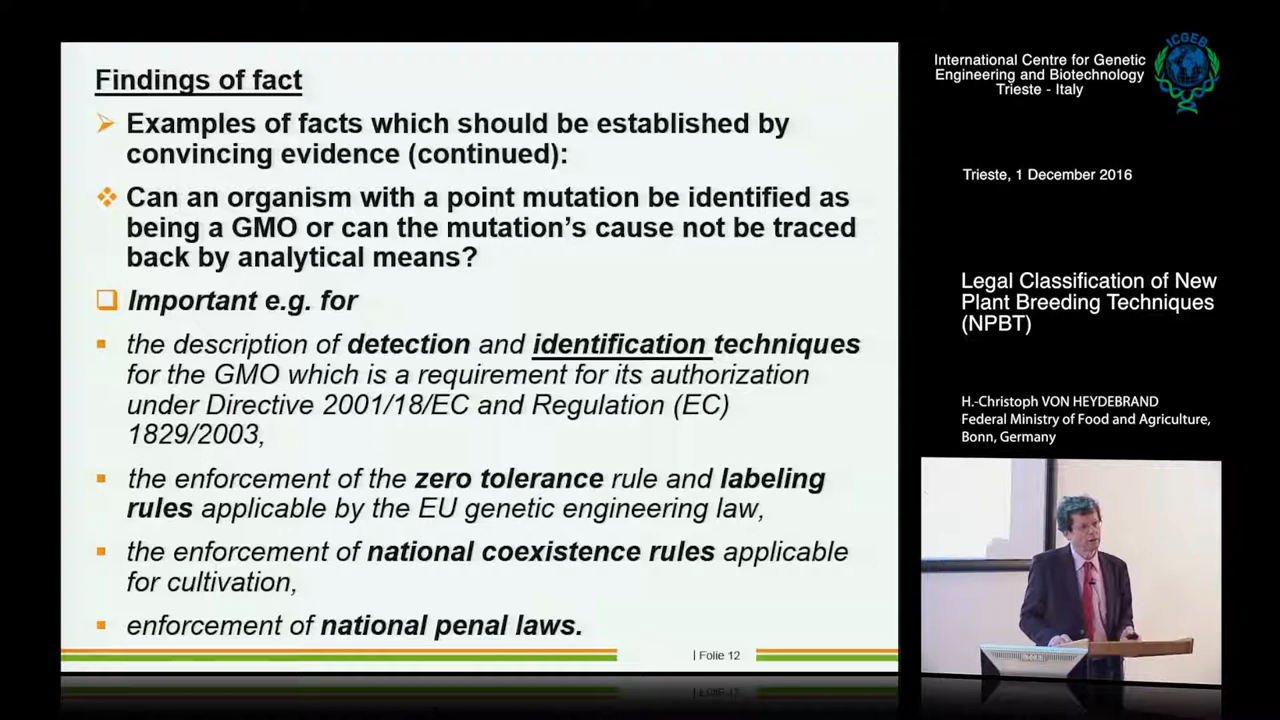 Findings of fact
Examples of facts which should be established by
convincing evidence (continued):
Can an organism with a point mutation be identified as
being a GMO or can the mutation's cause not be traced
back by analytical means?
Important e.g. for
the description of detection and identification techniques
for the GMO which is a requirement for its authorization
under Directive 2001/18/EC and Regulation (EC)
1829/2003,
the enforcement of the zero tolerance rule and labeling
rules applicable by the EU genetic engineering law,
the enforcement of national coexistence rules applicable
for cultivation,
enforcement of national penal laws.
| Folie 12
International Centre for Genetic
Engineering and Biotechnology
Trieste - Italy
ICGEB
Trieste, 1 December 2016
Legal Classification of New
Plant Breeding Techniques
(NPBT)
H.-Christoph VON HEYDEBRAND
Federal Ministry of Food and Agriculture,
Bonn, Germany